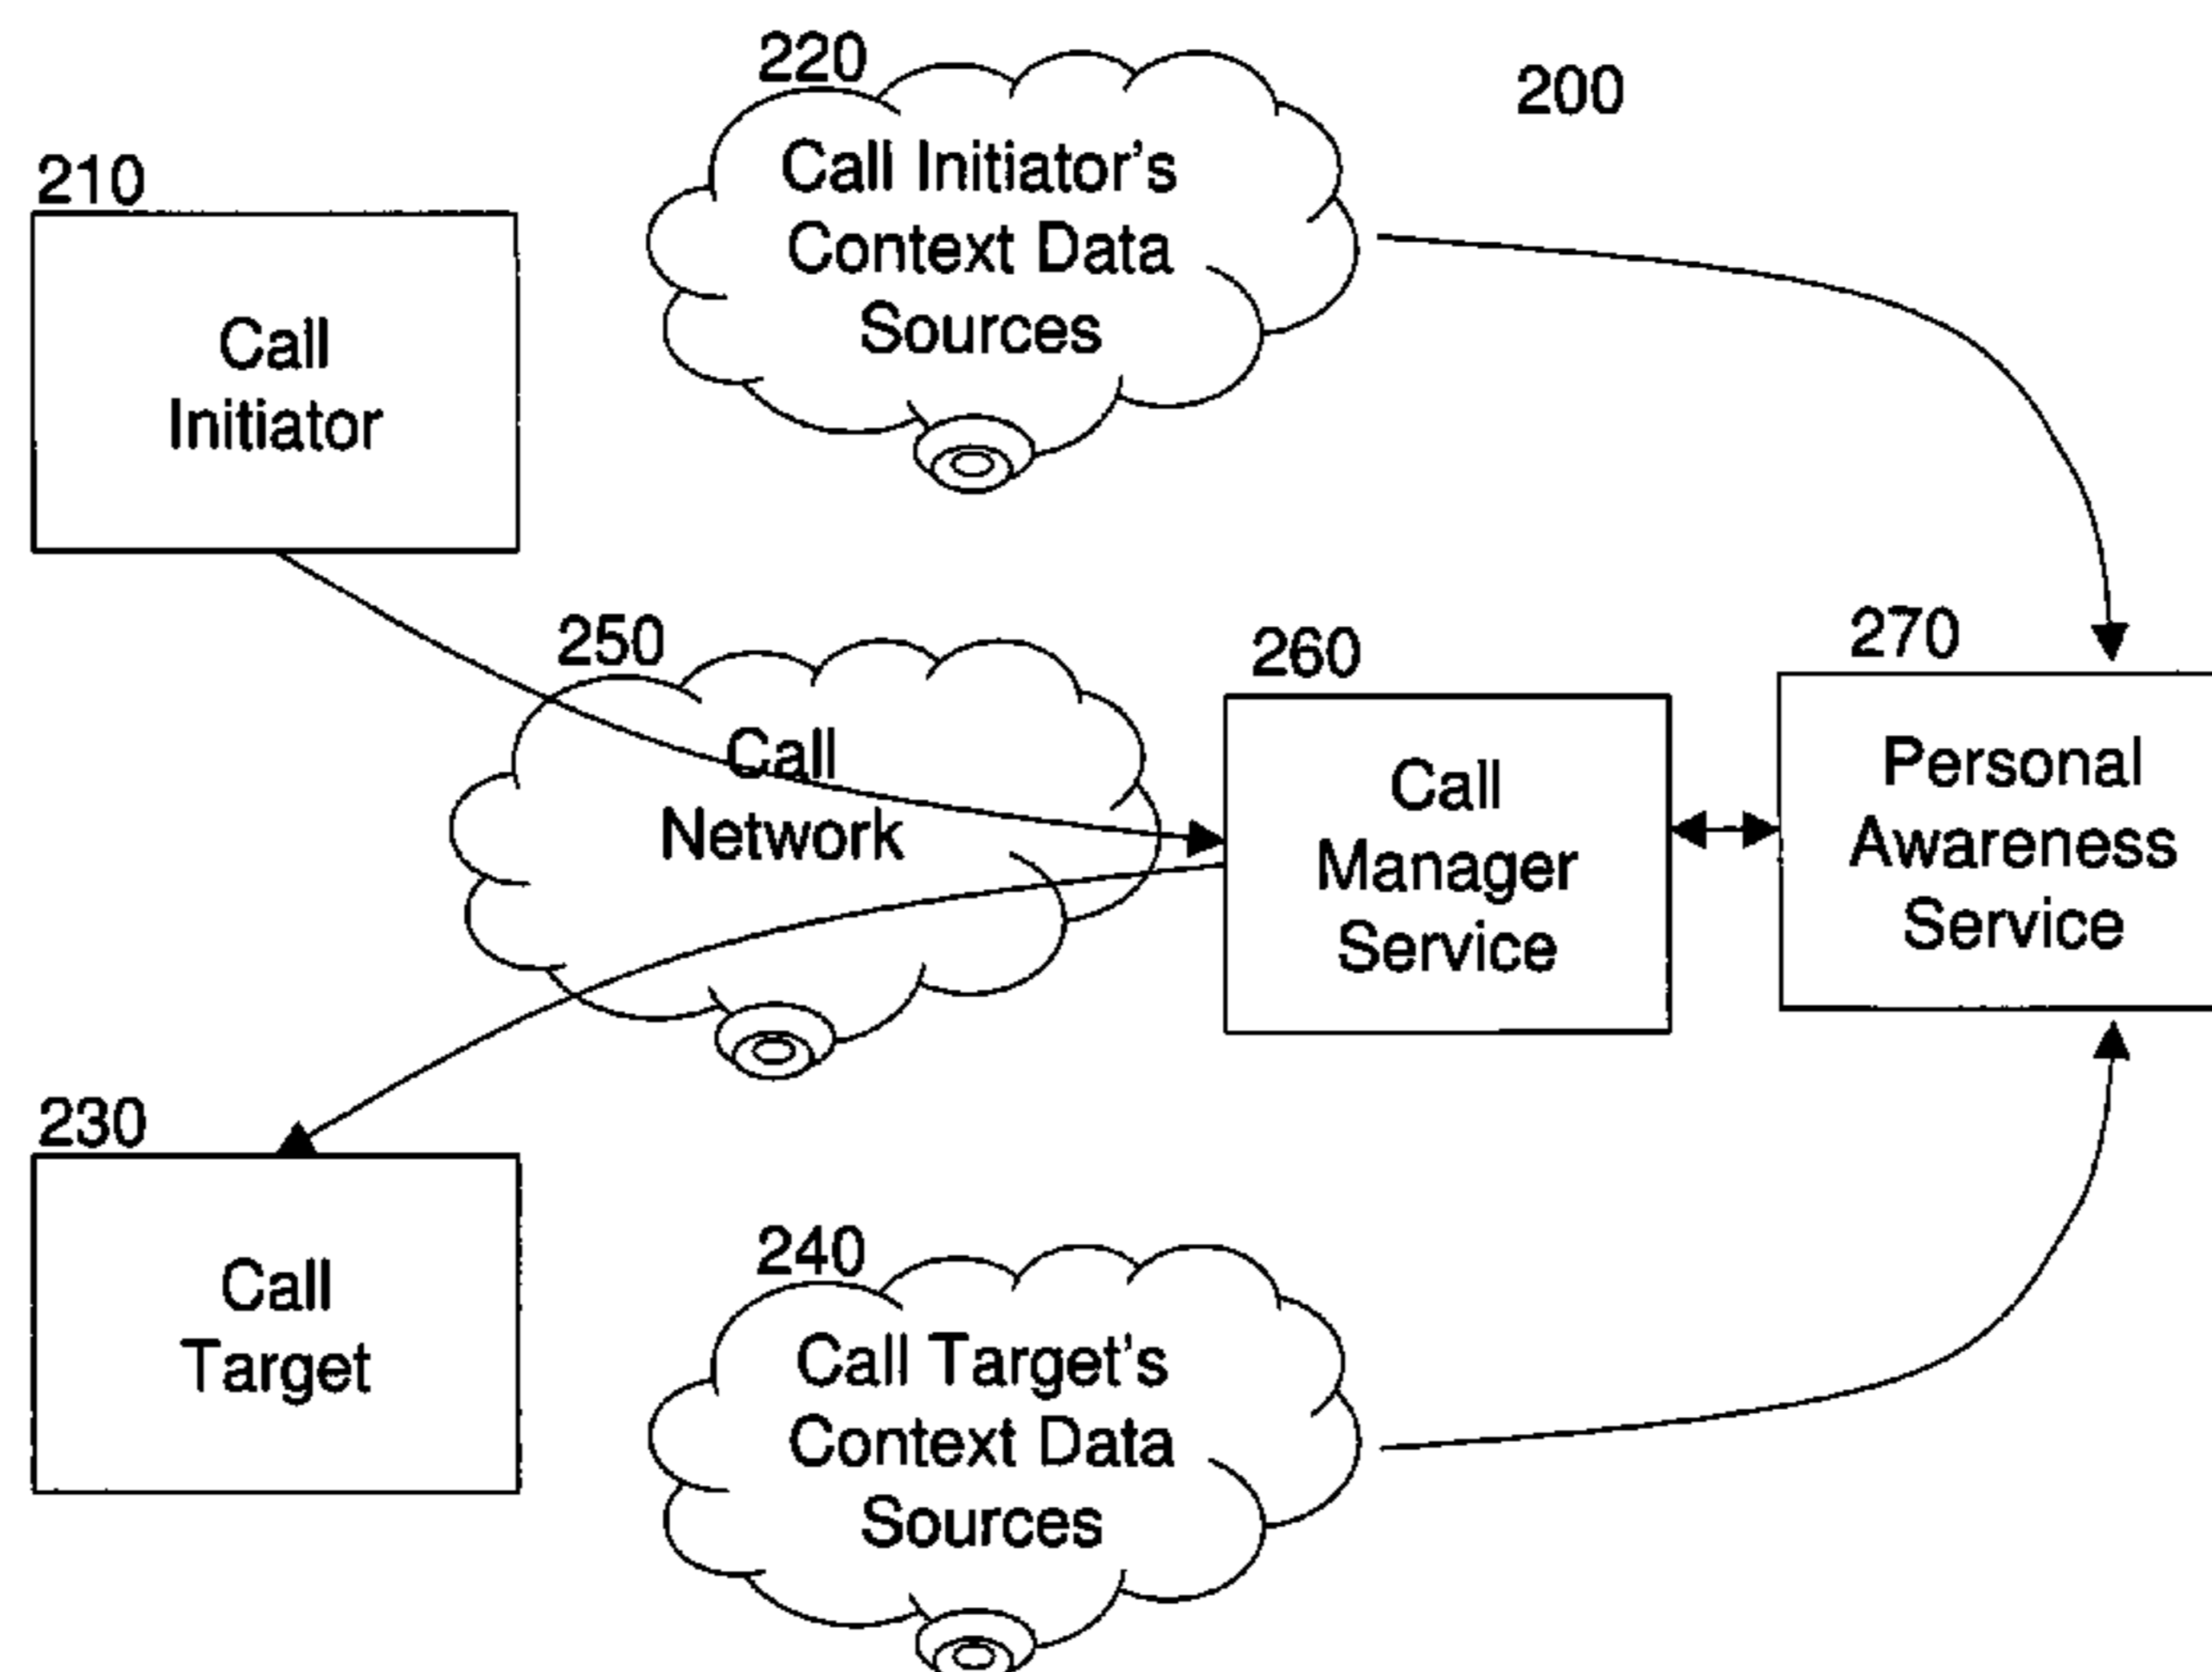 220
Call Initiator's
Context Data
Sources
200
210
Call
Initiator
250
Call
Network
260
Call
Manager
Service
270
Personal
Awareness
Service
230
Call
Target
240
Call Target's
Context Data
Sources